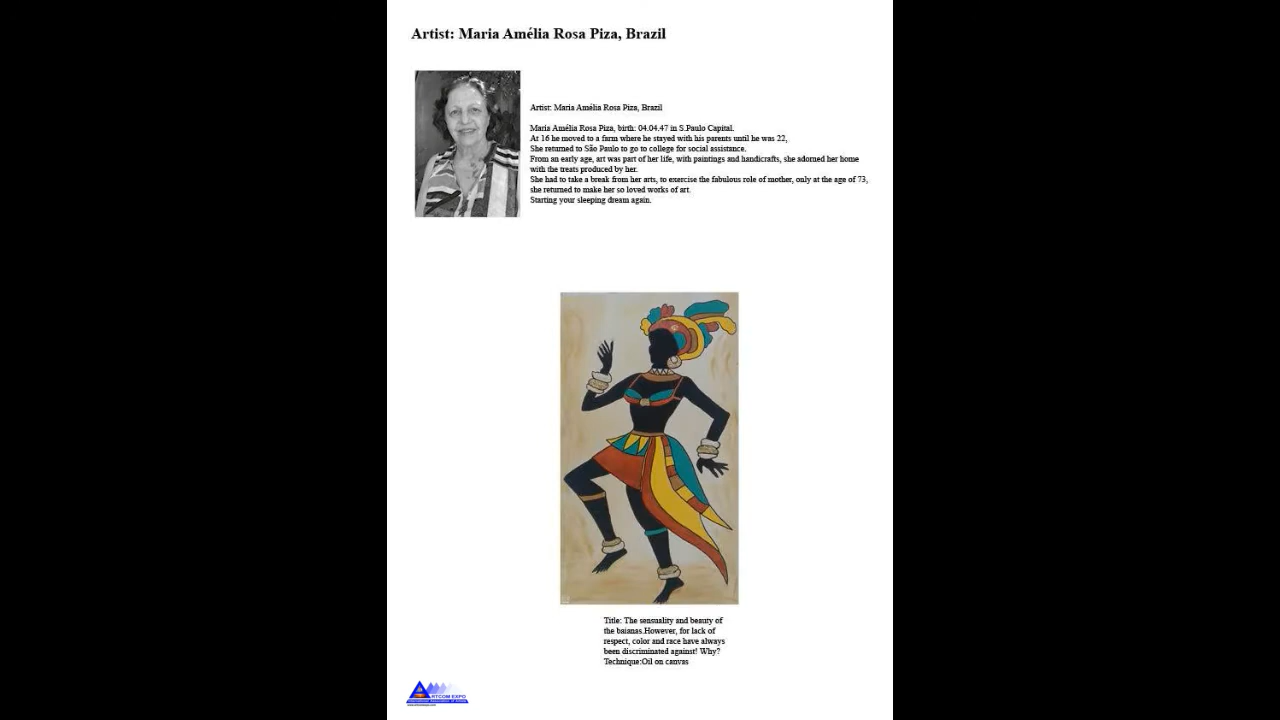 Artist: Maria Amélia Rosa Piza, Brazil
Artist: Maria Amélia Rosa Piza, Brazil
Maria Amélia Rosa Piza, birth: 04.04.47 in S.Paulo Capital.
At 16 he moved to a farm where he stayed with his parents until he was 22,
She returned to São Paulo to go to college for social assistance.
From an early age, art was part of her life, with paintings and handicrafts, she adorned her home
with the treats produced by her.
She had to take a break from her arts, to exercise the fabulous role of mother, only at the age of 73,
she returned to make her so loved works of art.
Starting your sleeping dream again.
Title: The sensuality and beauty of
the baianas.However, for lack of
respect, color and race have always
been discriminated against! Why?
Technique:Oil on canvas
ARTCOM EXPO
International Association of Artists